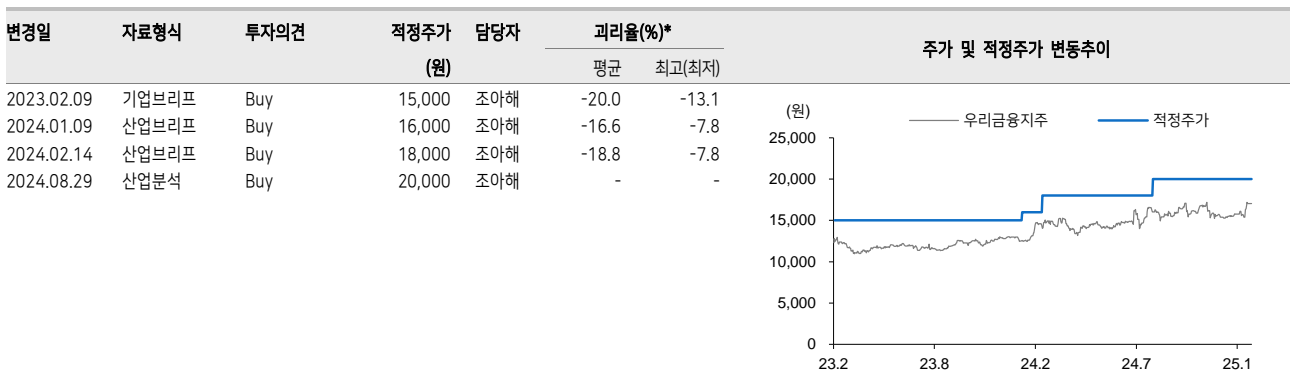 변경일 자료형식 투자의견 적정주가 담당자 괴리율(%)*
(원) 평균 최고(최저)
2023.02.09 기업브리프 Buy 15,000 조아해 -20.0 -13.1
2024.01.09 산업브리프 Buy 16,000 조아해 -16.6 -7.8
2024.02.14 산업브리프 Buy 18,000 조아해 -18.8 -7.8
2024.08.29 산업분석 Buy 20,000 조아해 - -
주가 및 적정주가 변동추이
(원)
우리금융지주 적정주가
25,000
20,000
15,000
10,000
5,000
0
23.2 23.8 24.2 24.7 25.1